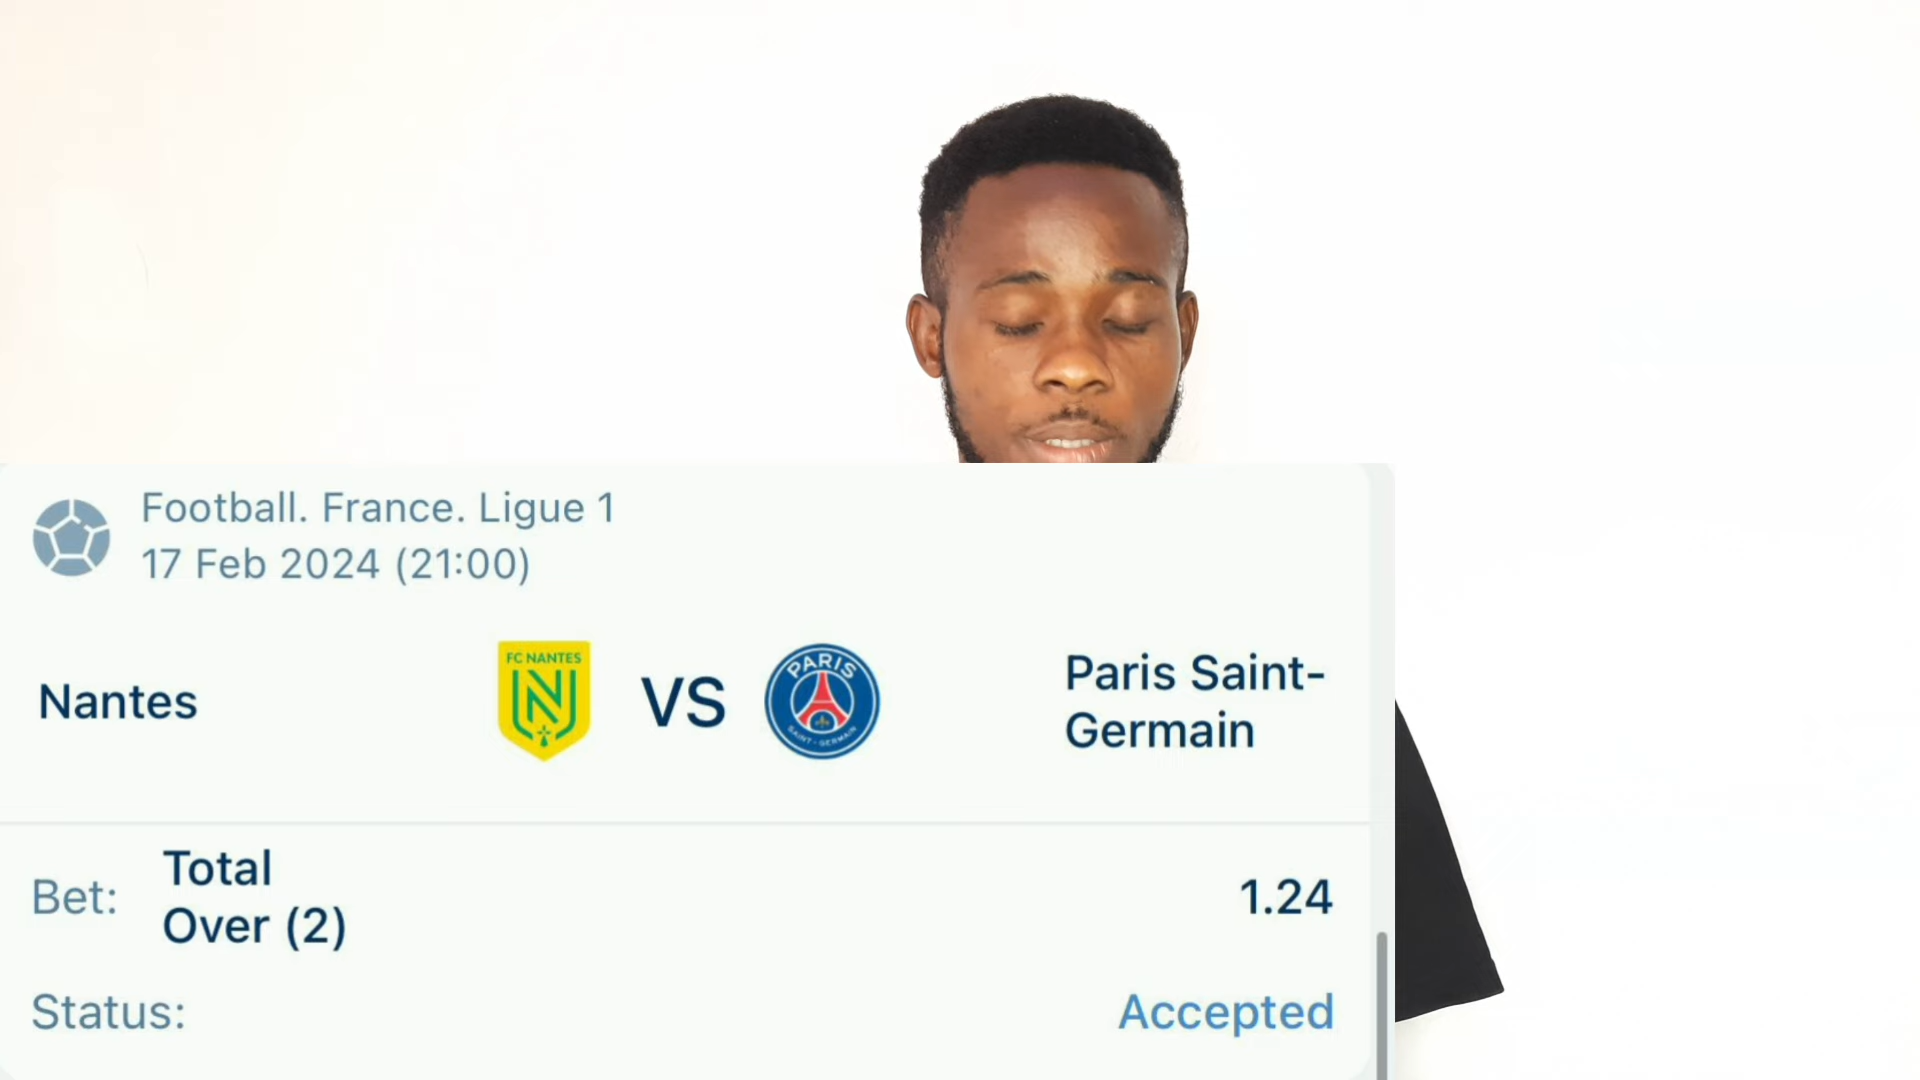 Football. France. Ligue 1
17 Feb 2024 (21:00)
Nantes
FC NANTES
VS
PARIS
SAINT-GERMAIN
Paris Saint-
Germain
Bet:
Total
Over (2)
1.24
Status:
Accepted